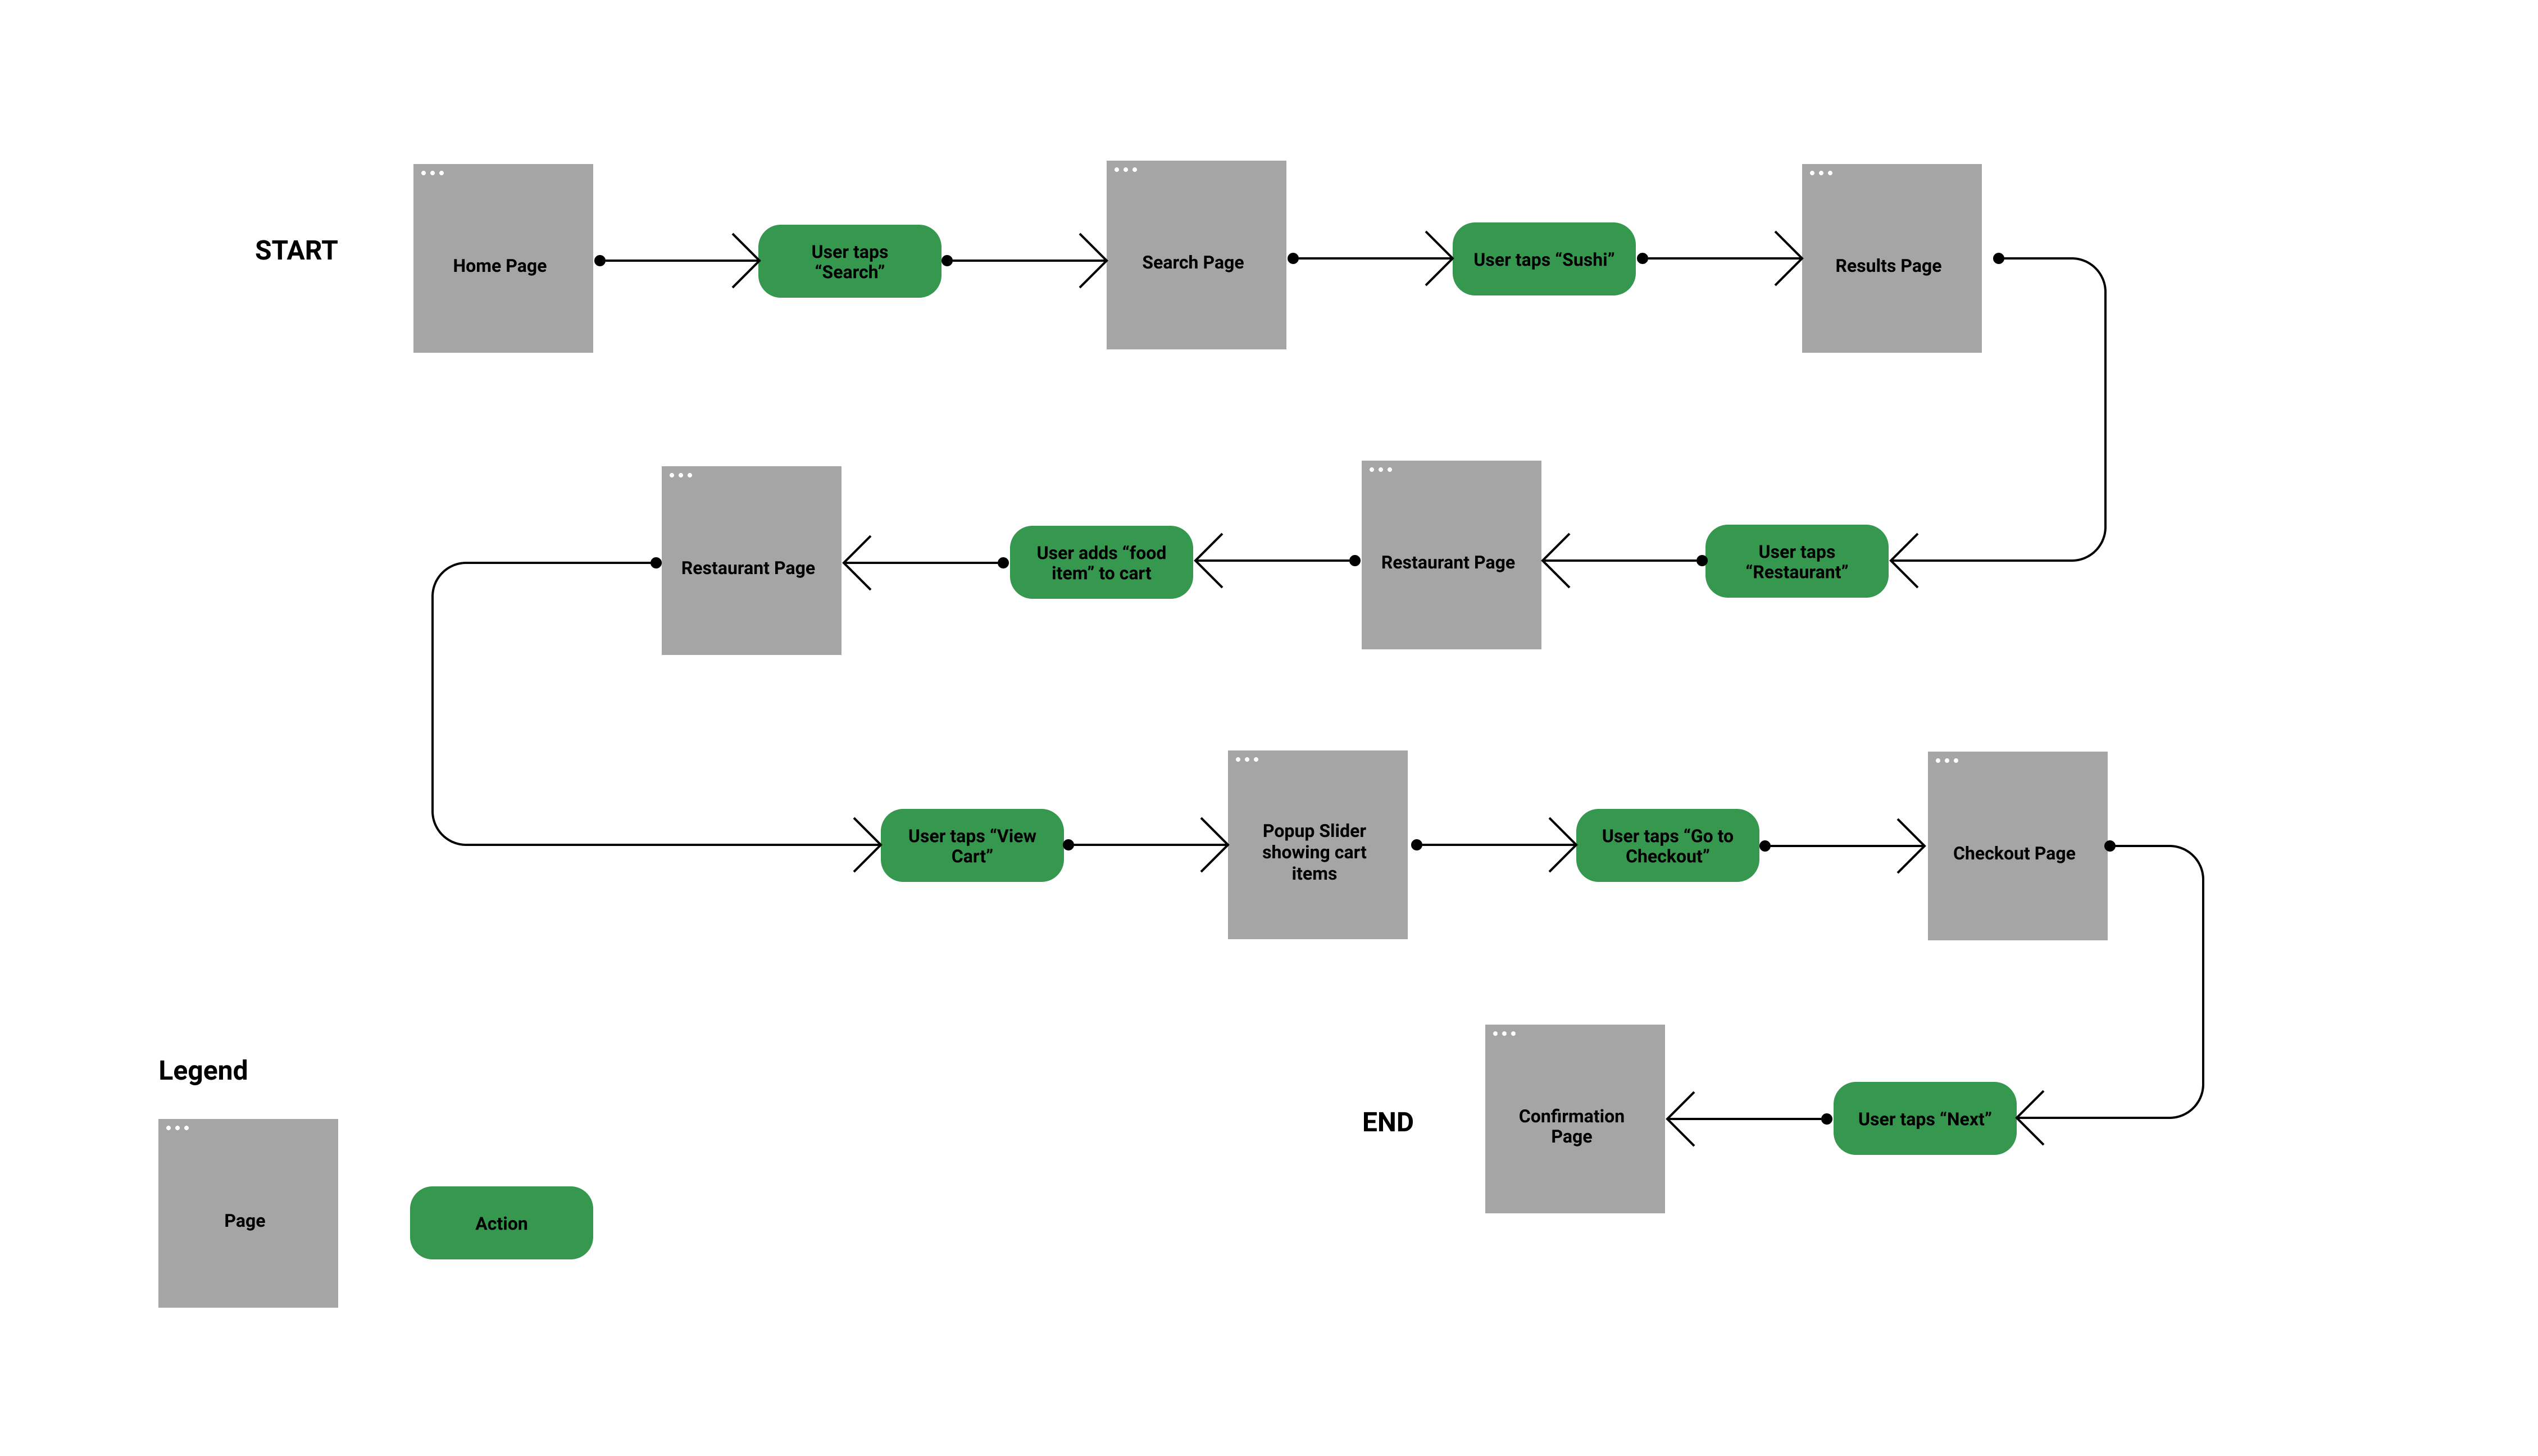 START
Home Page
User taps
“Search”
Search Page
User taps “Sushi”
Results Page
User taps
“Restaurant”
Restaurant Page
User adds “food
item” to cart
Restaurant Page
User taps “View
Cart”
Popup Slider
showing cart
items
User taps “Go to
Checkout”
Checkout Page
User taps “Next”
Confirmation
Page
END
Legend
Page
Action